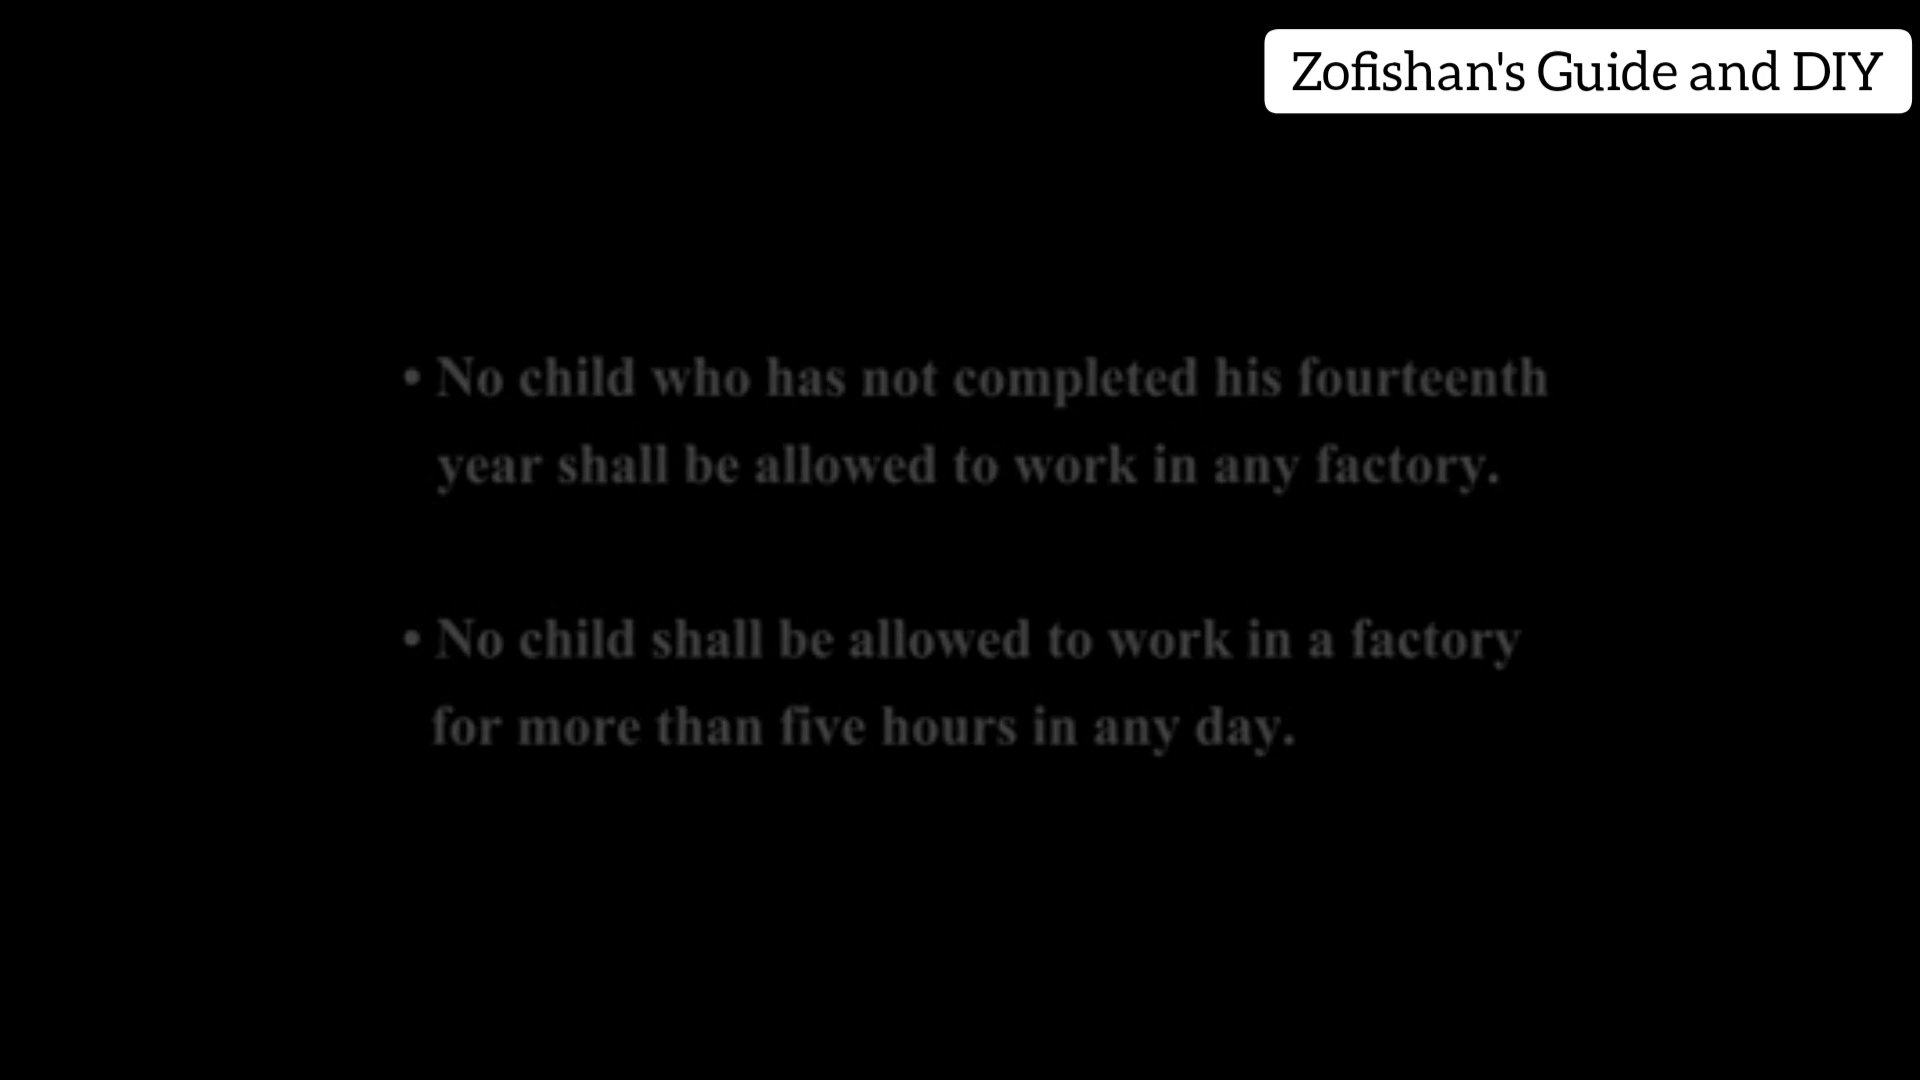 Zofishan's Guide and DIY
• No child who has not completed his fourteenth
year shall be allowed to work in any factory.
• No child shall be allowed to work in a factory
for more than five hours in any day.